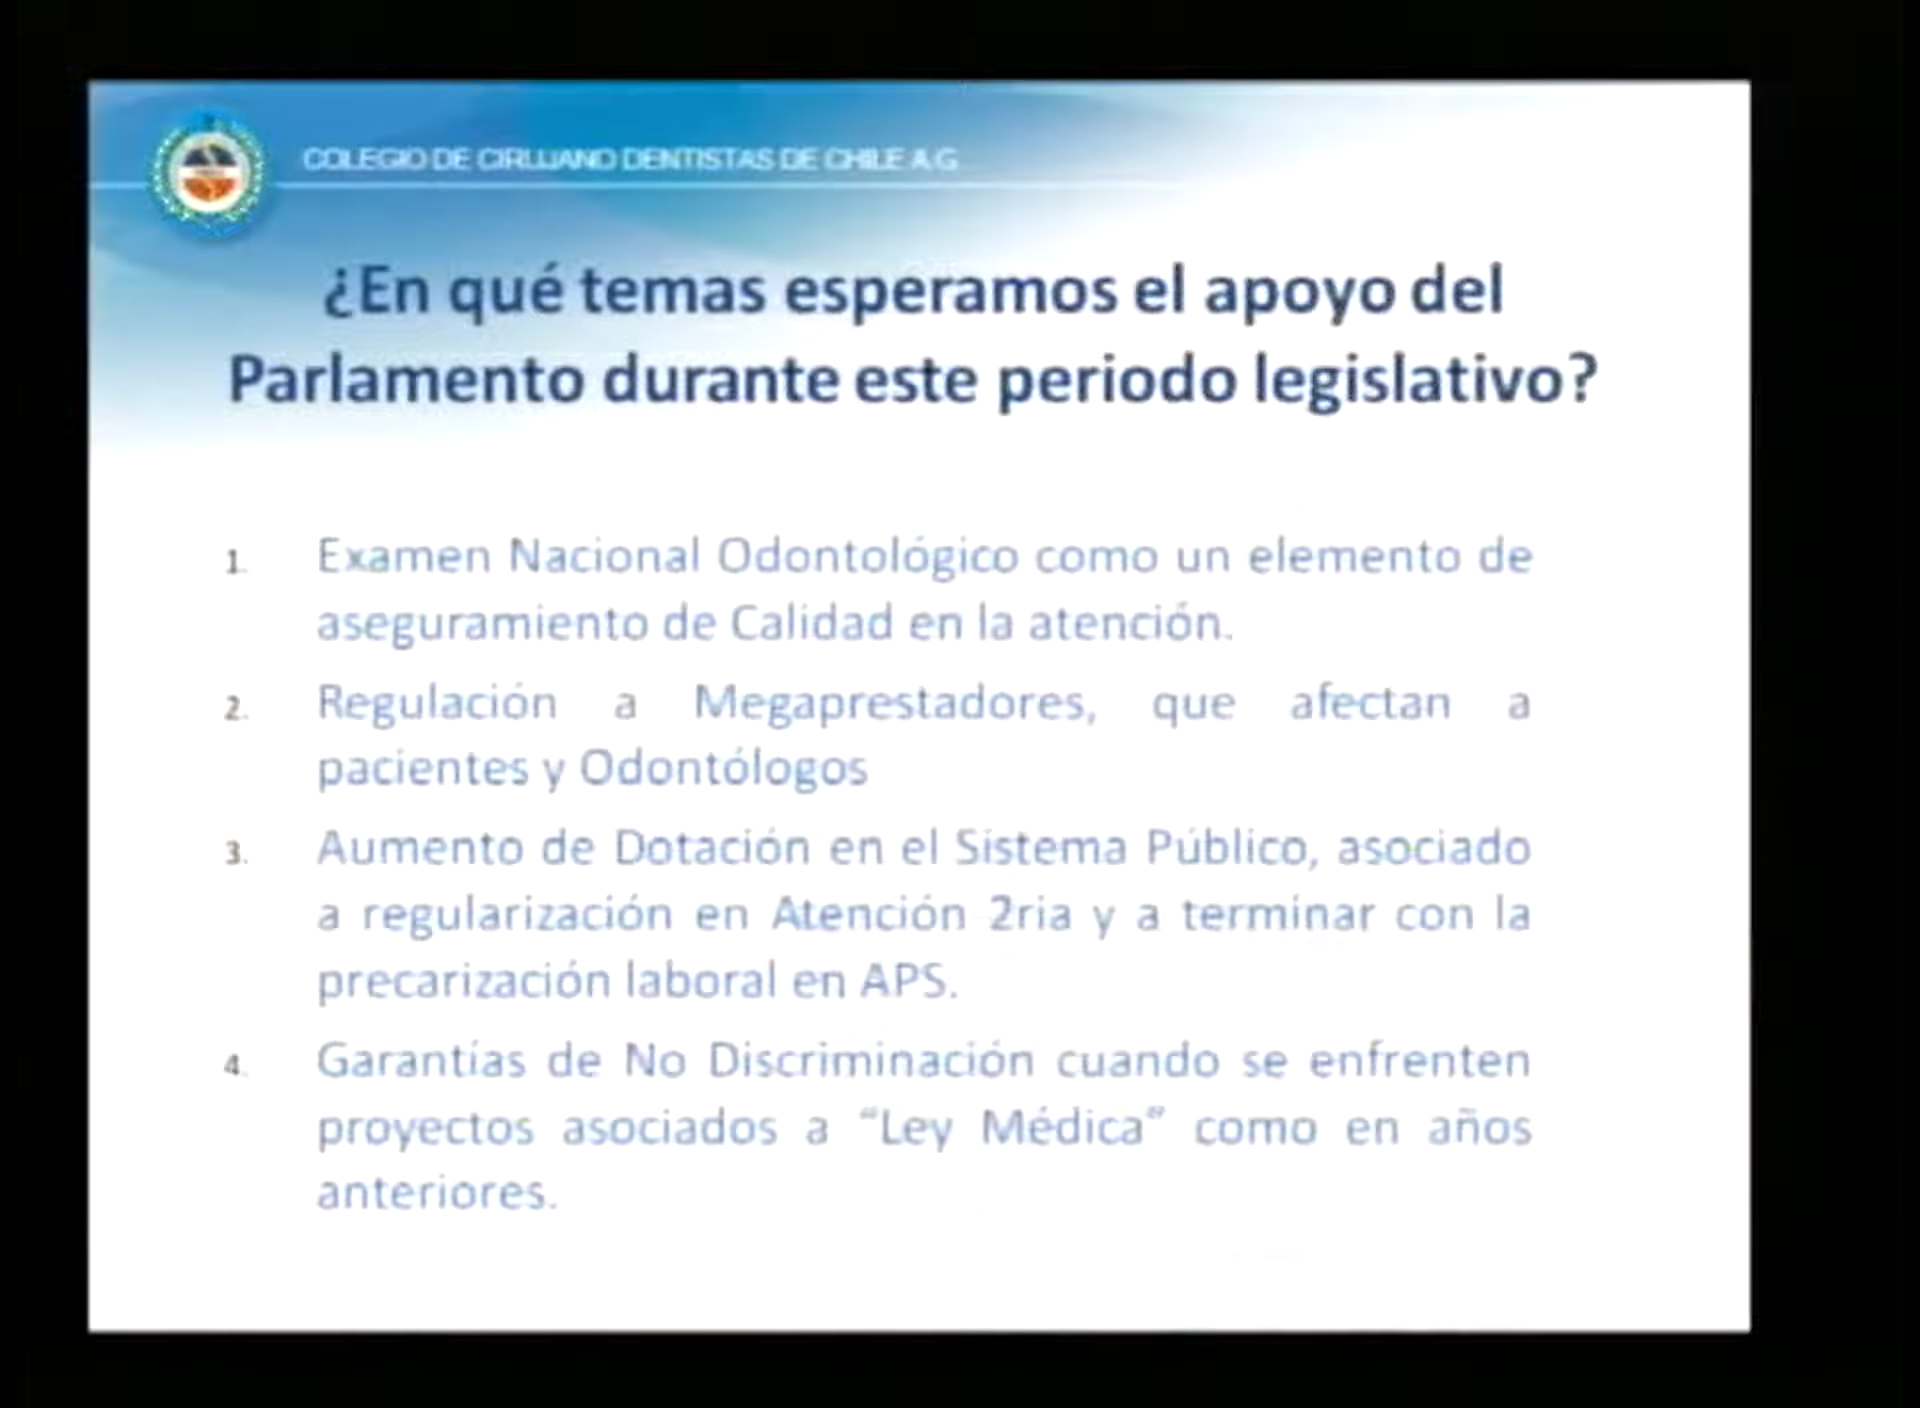 COLEGIO DE CIRUJANO DENTISTAS DE CHILE A.G
¿En qué temas esperamos el apoyo del
Parlamento durante este periodo legislativo?
1. Examen Nacional Odontológico como un elemento de
aseguramiento de Calidad en la atención.
2. Regulación a Megaprestadores, que afectan a
pacientes y Odontólogos
3. Aumento de Dotación en el Sistema Público, asociado
a regularización en Atención 2ria y a terminar con la
precarización laboral en APS.
4. Garantías de No Discriminación cuando se enfrenten
proyectos asociados a “Ley Médica” como en años
anteriores.